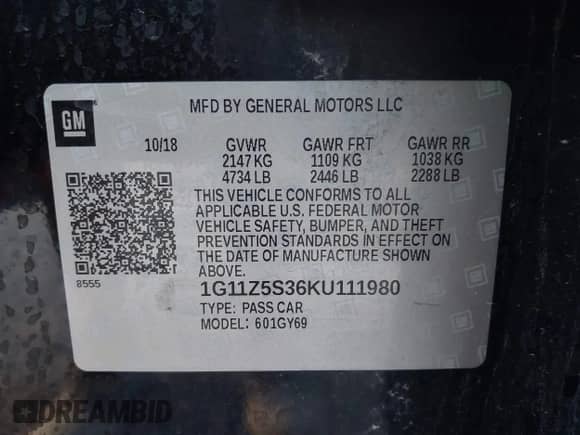 GM
MFD BY GENERAL MOTORS LLC
10/18 GVWR GAWR FRT GAWR RR
2147 KG 1109 KG 1038 KG
4734 LB 2446 LB 2288 LB
THIS VEHICLE CONFORMS TO ALL
APPLICABLE U.S. FEDERAL MOTOR
VEHICLE SAFETY, BUMPER, AND THEFT
PREVENTION STANDARDS IN EFFECT ON
THE DATE OF MANUFACTURE SHOWN ABOVE.
8555
1G11Z5S36KU111980
TYPE: PASS CAR
MODEL: 601GY69
DREAMBID